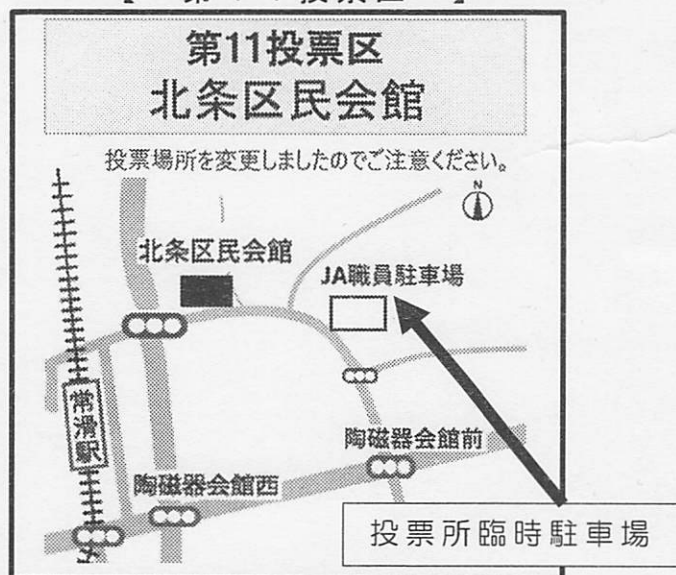 第11投票区
北条区民会館
投票場所を変更しましたのでご注意ください。
N
北条区民会館
JA職員駐車場
常滑駅
陶磁器会館前
陶磁器会館西
投票所臨時駐車場